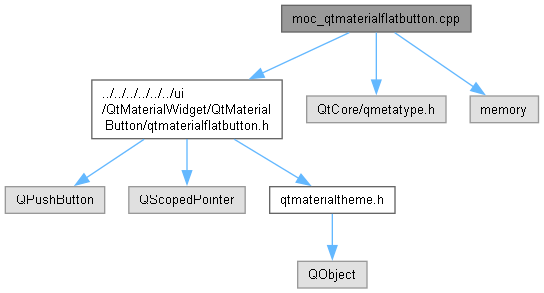 moc_qtmaterialflatbutton.cpp
../../../../../../ui
/QtMaterialWidget/QtMaterial
Button/qtmaterialflatbutton.h
QtCore/qmetatype.h
memory
QPushButton
QScopedPointer
qtmaterialtheme.h
QObject